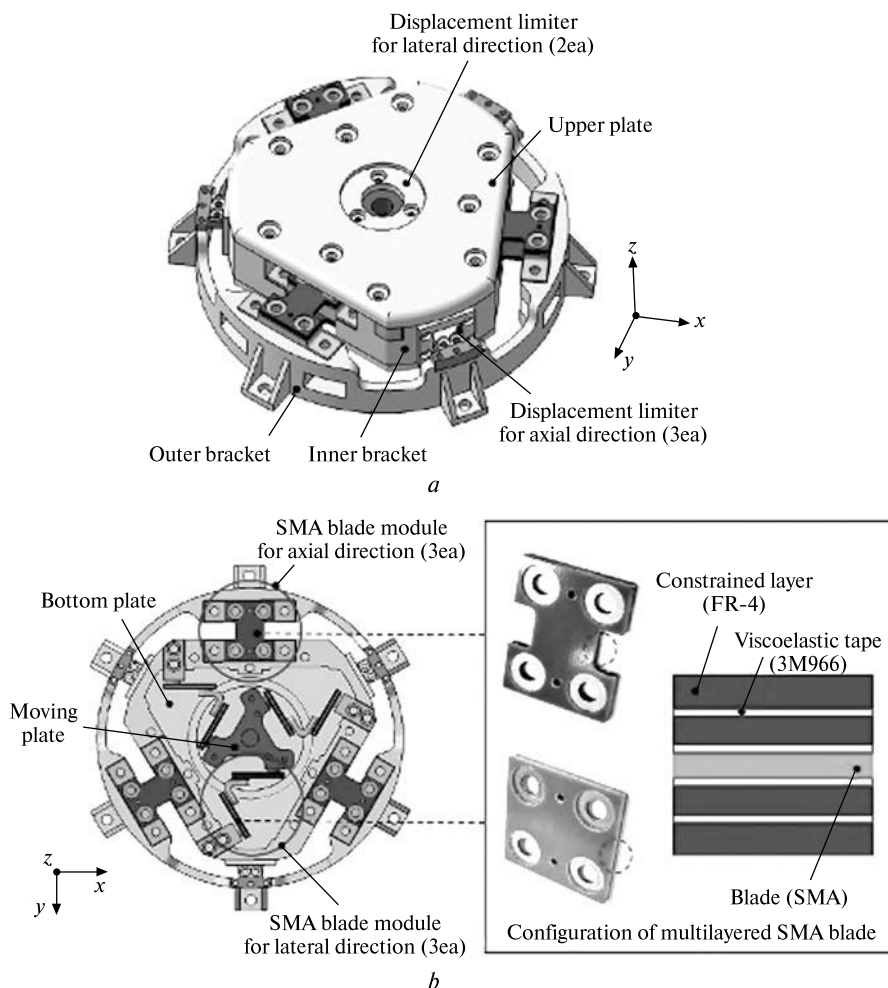 Displacement limiter
for lateral direction (2ea)
Upper plate
z
x
y
Displacement limiter
for axial direction (3ea)
Outer bracket
Inner bracket
a
SMA blade module
for axial direction (3ea)
Bottom plate
Moving
plate
z
x
y
SMA blade module
for lateral direction (3ea)
Constrained layer
(FR-4)
Viscoelastic tape
(3M966)
Blade (SMA)
Configuration of multilayered SMA blade
b